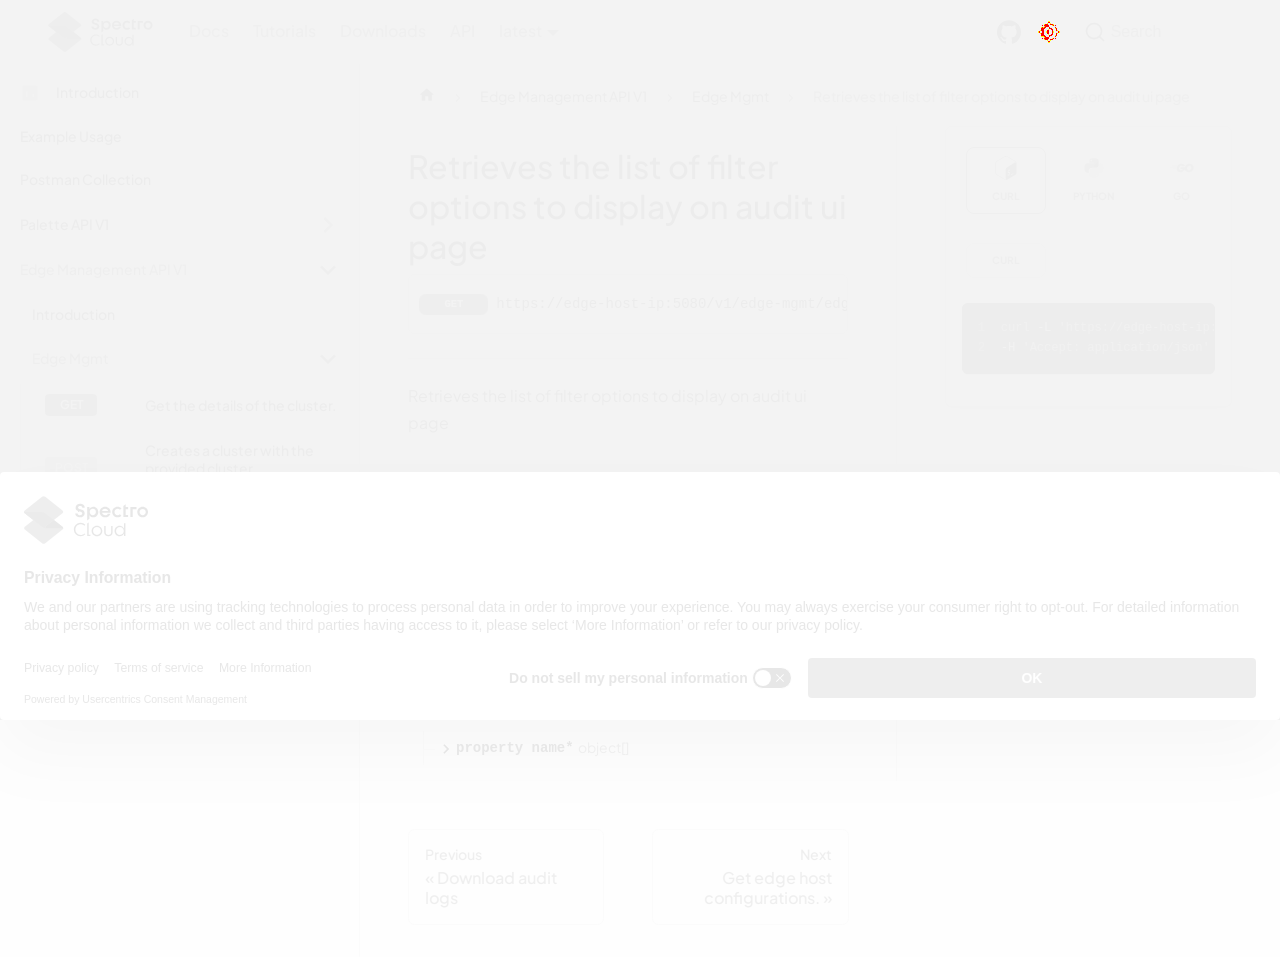 Spectro
Cloud
Docs Tutorials Downloads API latest
Search
Introduction
Edge Management API V1
Edge Mgmt
Retrieves the list of filter options to display on audit ui page
Example Usage
Postman Collection
Palette API V1
Edge Management API V1
Introduction
Edge Mgmt
GET
Get the details of the cluster.
Creates a cluster with the
provided cluster
Retrieves the list of filter
options to display on audit ui
page
GET
https://edge-host-ip:5080/v1/edge-mgmt/edg
Retrieves the list of filter options to display on audit ui
page
CURL
PYTHON
GO
CURL
Spectro
Cloud
Privacy Information
We and our partners are using tracking technologies to process personal data in order to improve your experience. You may always exercise your consumer right to opt-out. For detailed information
about personal information we collect and third parties having access to it, please select ‘More Information’ or refer to our privacy policy.
Privacy policy Terms of service More Information
Powered by Usercentrics Consent Management
Do not sell my personal information
OK
property name* object[]
Previous
« Download audit
logs
Next
Get edge host
configurations. »